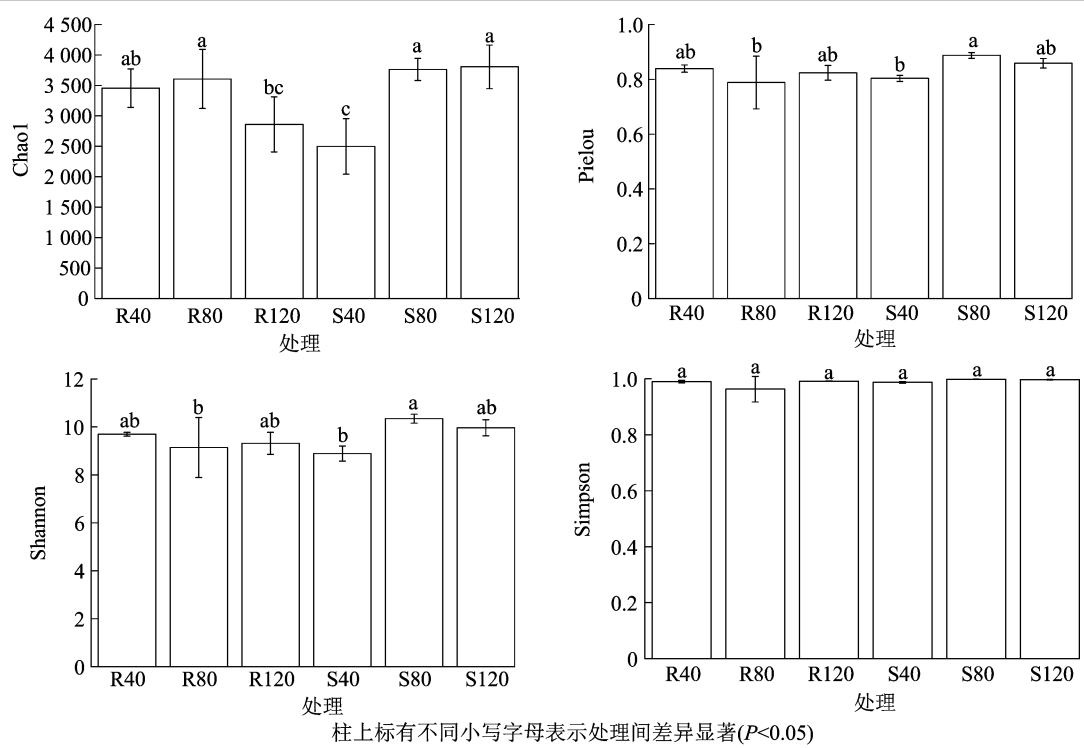 4 500
4 000
3 500
3 000
2 500
2 000
1 500
1 000
500
0
Chao1
ab
a
bc
c
a
a
R40 R80 R120 S40 S80 S120
处理
1.0
0.8
0.6
0.4
0.2
0
Pielou
ab
b
ab
b
a
ab
R40 R80 R120 S40 S80 S120
处理
12
10
8
6
4
2
0
Shannon
ab
b
ab
b
a
ab
R40 R80 R120 S40 S80 S120
处理
1.0
0.8
0.6
0.4
0.2
0
Simpson
a
a
a
a
a
a
R40 R80 R120 S40 S80 S120
处理
柱上标有不同小写字母表示处理间差异显著(P<0.05)